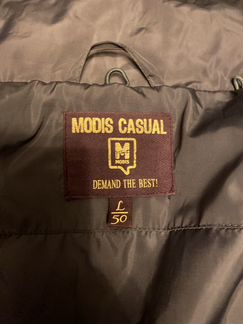 MODIS CASUAL
M
MODIS
DEMAND THE BEST!
L
50